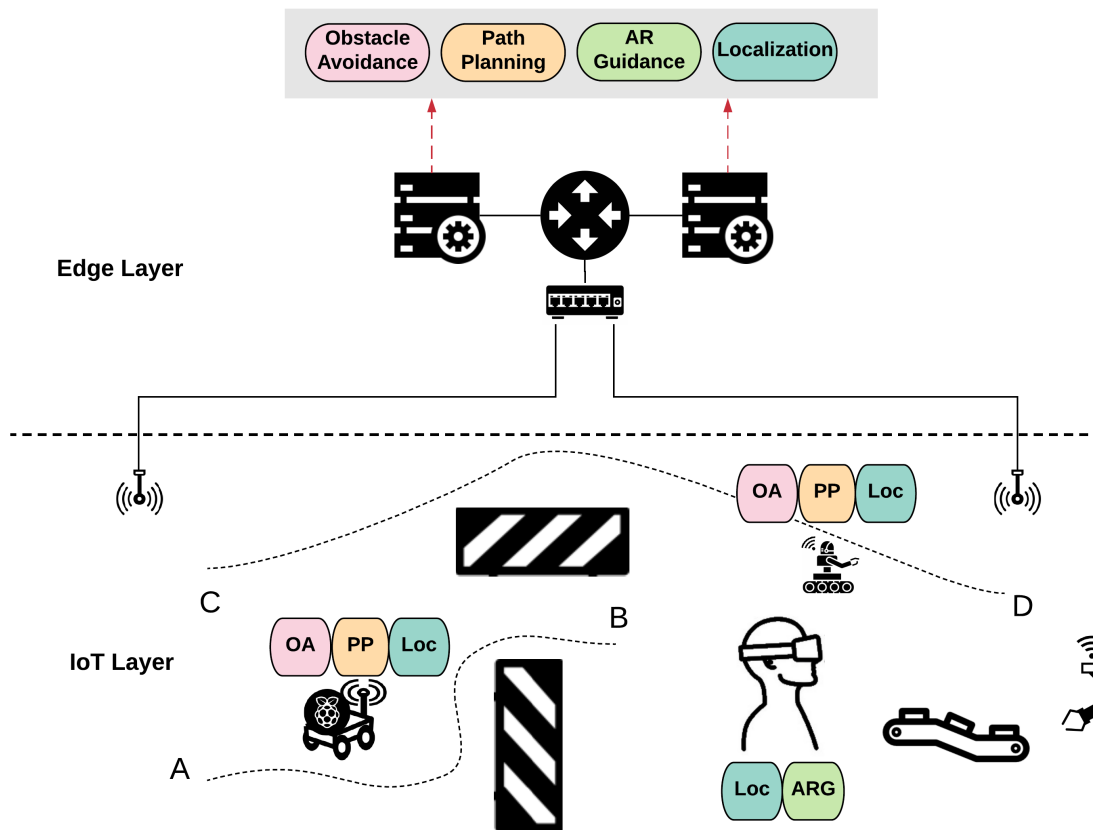 Obstacle
Avoidance
Path
Planning
AR
Guidance
Localization
Edge Layer
OA
PP
Loc
C
B
D
OA
PP
Loc
IoT Layer
A
Loc
ARG